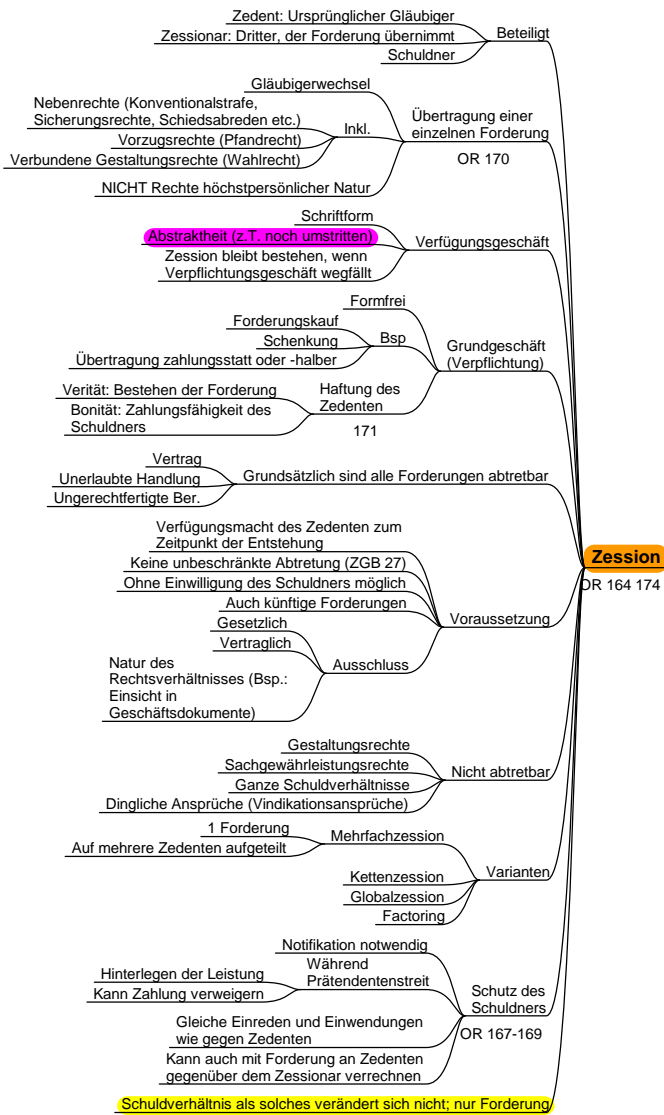 Zedent: Ursprünglicher Gläubiger
Zessionar: Dritter, der Forderung übernimmt
Schuldner
Beteiligt
Gläubigerwechsel
Nebenrechte (Konventionalstrafe,
Sicherungsrechte, Schiedsabreden etc.)
Vorzugsrechte (Pfandrecht)
Verbundene Gestaltungsrechte (Wahlrecht)
Inkl.
NICHT Rechte höchstpersönlicher Natur
Übertragung einer
einzelnen Forderung
OR 170
Schriftform
Abstraktheit (z.T. noch umstritten)
Zession bleibt bestehen, wenn
Verpflichtungsgeschäft wegfällt
Verfügungsgeschäft
Formfrei
Forderungskauf
Schenkung
Übertragung zahlungsstatt oder -halber
Bsp
Verität: Bestehen der Forderung
Bonität: Zahlungsfähigkeit des
Schuldners
Haftung des
Zedenten
171
Grundgeschäft
(Verpflichtung)
Vertrag
Unerlaubte Handlung
Ungerechtfertigte Ber.
Grundsätzlich sind alle Forderungen abtretbar
Verfügungsmacht des Zedenten zum
Zeitpunkt der Entstehung
Keine unbeschränkte Abtretung (ZGB 27)
Ohne Einwilligung des Schuldners möglich
Auch künftige Forderungen
Gesetzlich
Vertraglich
Natur des
Rechtsverhältnisses (Bsp.:
Einsicht in
Geschäftsdokumente)
Ausschluss
Voraussetzung
Zession
OR 164 174
Gestaltungsrechte
Sachgewährleistungsrechte
Ganze Schuldverhältnisse
Dingliche Ansprüche (Vindikationsansprüche)
Nicht abtretbar
1 Forderung
Auf mehrere Zedenten aufgeteilt
Mehrfachzession
Kettenzession
Globalzession
Factoring
Varianten
Notifikation notwendig
Hinterlegen der Leistung
Kann Zahlung verweigern
Während
Prätendentenstreit
Gleiche Einreden und Einwendungen
wie gegen Zedenten
Kann auch mit Forderung an Zedenten
gegenüber dem Zessionar verrechnen
Schutz des
Schuldners
OR 167-169
Schuldverhältnis als solches verändert sich nicht; nur Forderung